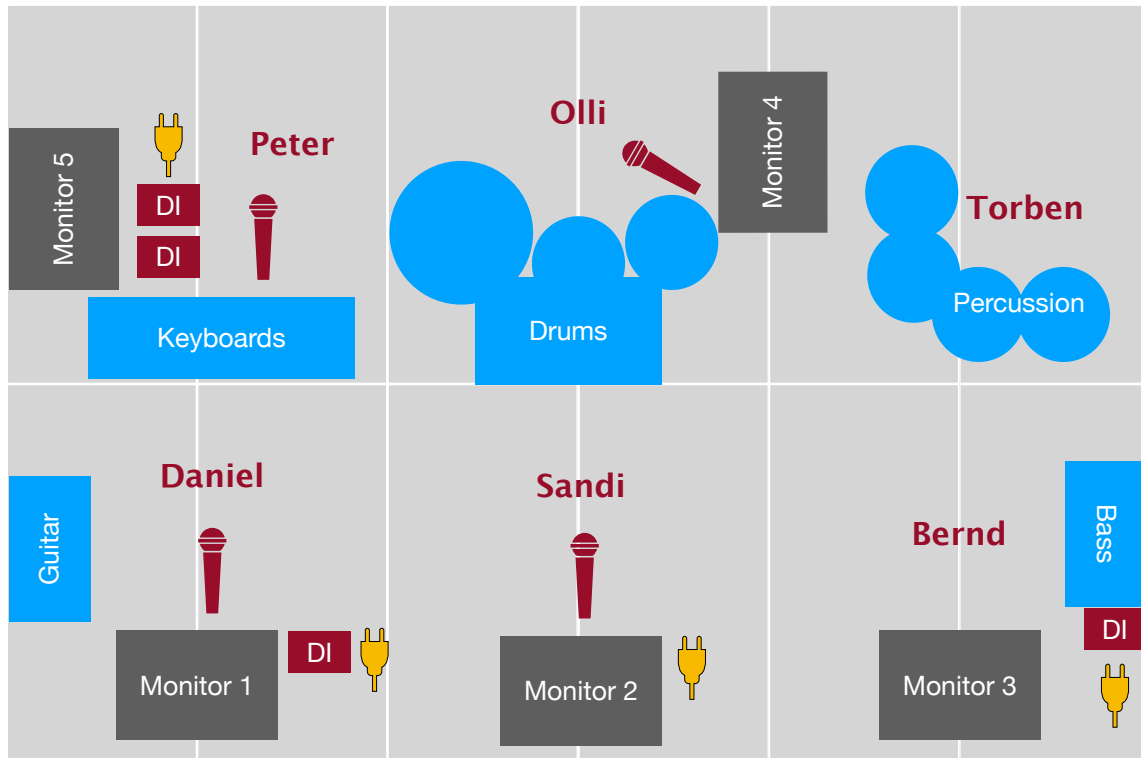 Olli
Monitor 4
Peter
Monitor 5
DI
DI
Torben
Keyboards
Drums
Percussion
Daniel
Sandi
Guitar
Bernd
Bass
DI
DI
Monitor 1
Monitor 2
Monitor 3